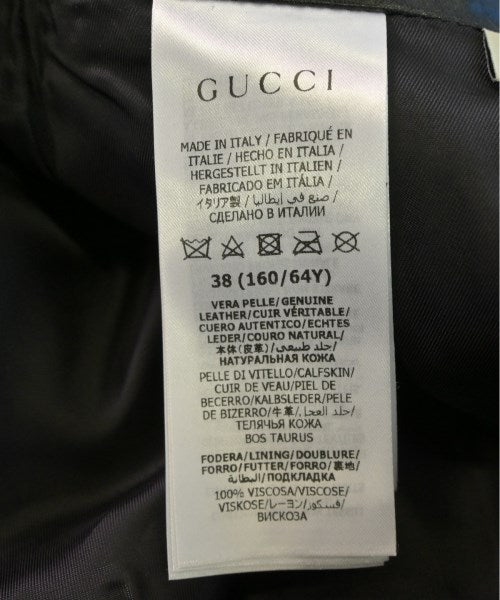 GUCCI
MADE IN ITALY / FABRIQUÉ EN
ITALIE / HECHO EN ITALIA /
HERGESTELLT IN ITALIEN /
FABRICADO EM ITÁLIA /
イタリア製 / صنع في إيطاليا /
СДЕЛАНО В ИТАЛИИ
38 (160/64Y)
VERA PELLE/GENUINE
LEATHER/CUIR VÉRITABLE/
CUERO AUTENTICO/ECHTES
LEDER/COURO NATURAL/
本体(皮革)/جلد طبيعي/
НАТУРАЛЬНАЯ КОЖА
PELLE DI VITELLO/CALFSKIN/
CUIR DE VEAU/PIEL DE
BECERRO/KALBSLEDER/PELE
DE BIZERRO/牛革/جلد العجل/
ТЕЛЯЧЬЯ КОЖА
BOS TAURUS
FODERA/LINING/DOUBLURE/
FORRO/FUTTER/FORRO/裏地/
البطانة/ПОДКЛАДКА
100% VISCOSA/VISCOSE/
VISKOSE/レーヨン/فسكوز/
ВИСКОЗА